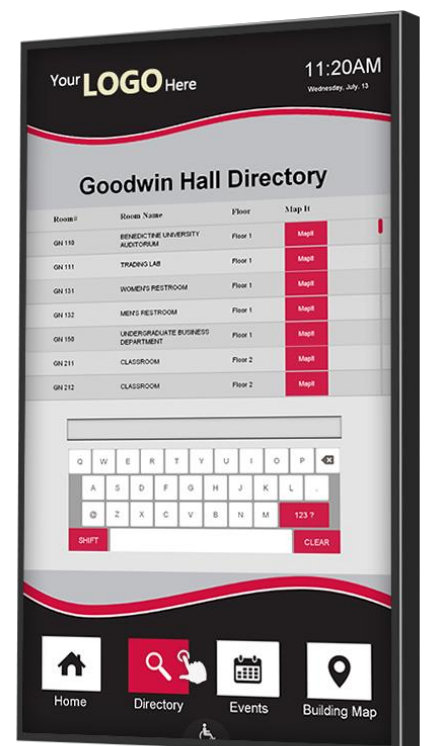 Your LOGO Here
11:20AM
Wednesday, July. 13
Goodwin Hall Directory
Room# Room Name Floor Map It
GN 110 BENEDICTINE UNIVERSITY AUDITORIUM Floor 1 MapIt
GN 111 TRADING LAB Floor 1 MapIt
GN 131 WOMEN'S RESTROOM Floor 1 MapIt
GN 132 MEN'S RESTROOM Floor 1 MapIt
GN 150 UNDERGRADUATE BUSINESS DEPARTMENT Floor 1 MapIt
GN 211 CLASSROOM Floor 2 MapIt
GN 212 CLASSROOM Floor 2 MapIt
Q W E R T Y U I O P
A S D F G H J K L .
@ Z X C V B N M 123 ?
SHIFT CLEAR
Home Directory Events Building Map